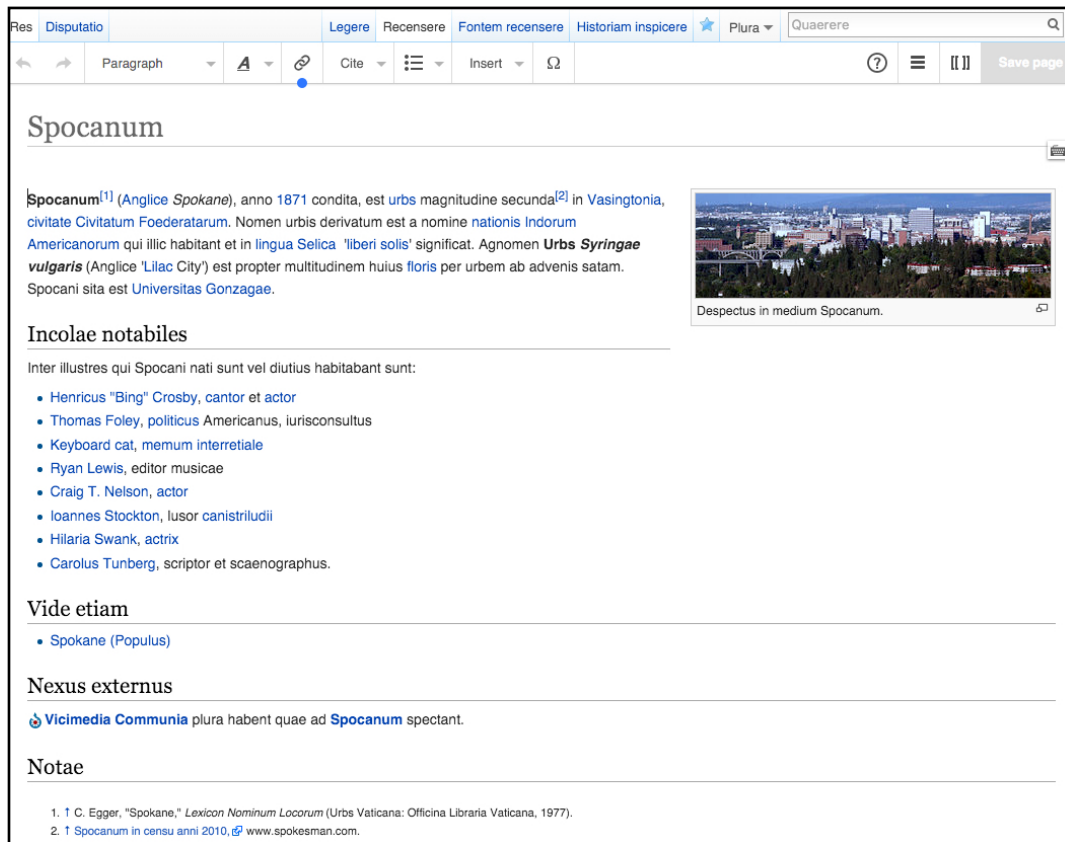 Res Disputatio Legere Recensere Fontem recensere Historiam inspicere Plura Quaerere
Paragraph A Cite Insert Ω ? [[ ]] Save page
Spocanum
Spocanum[1] (Anglice Spokane), anno 1871 condita, est urbs magnitudine secunda[2] in Vasingtonia,
civitate Civitatum Foederatarum. Nomen urbis derivatum est a nomine nationis Indorum
Americanorum qui illic habitant et in lingua Selica 'liberi solis' significat. Agnomen Urbs Syringae
vulgaris (Anglice 'Lilac City') est propter multitudinem huius floris per urbem ab advenis satam.
Spocani sita est Universitas Gonzagae.
Despectus in medium Spocanum.
Incolae notabiles
Inter illustres qui Spocani nati sunt vel diutius habitabant sunt:
• Henricus "Bing" Crosby, cantor et actor
• Thomas Foley, politicus Americanus, iurisconsultus
• Keyboard cat, memum interretiale
• Ryan Lewis, editor musicae
• Craig T. Nelson, actor
• Ioannes Stockton, lusor canistriludii
• Hilaria Swank, actrix
• Carolus Tunberg, scriptor et scaenographus.
Vide etiam
• Spokane (Populus)
Nexus externus
Vicimedia Communia plura habent quae ad Spocanum spectant.
Notae
1. ↑ C. Egger, "Spokane," Lexicon Nominum Locorum (Urbs Vaticana: Officina Libraria Vaticana, 1977).
2. ↑ Spocanum in censu anni 2010, www.spokesman.com.